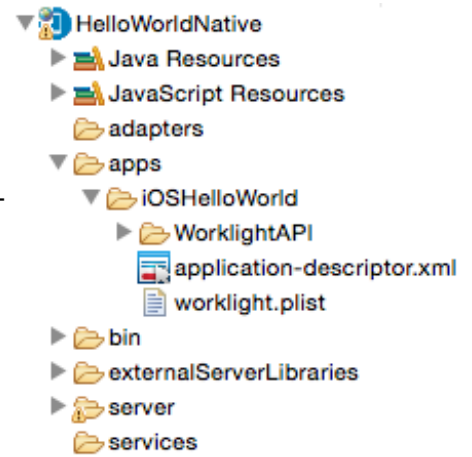 HelloWorldNative
Java Resources
JavaScript Resources
adapters
apps
iOSHelloWorld
WorklightAPI
application-descriptor.xml
worklight.plist
bin
externalServerLibraries
server
services